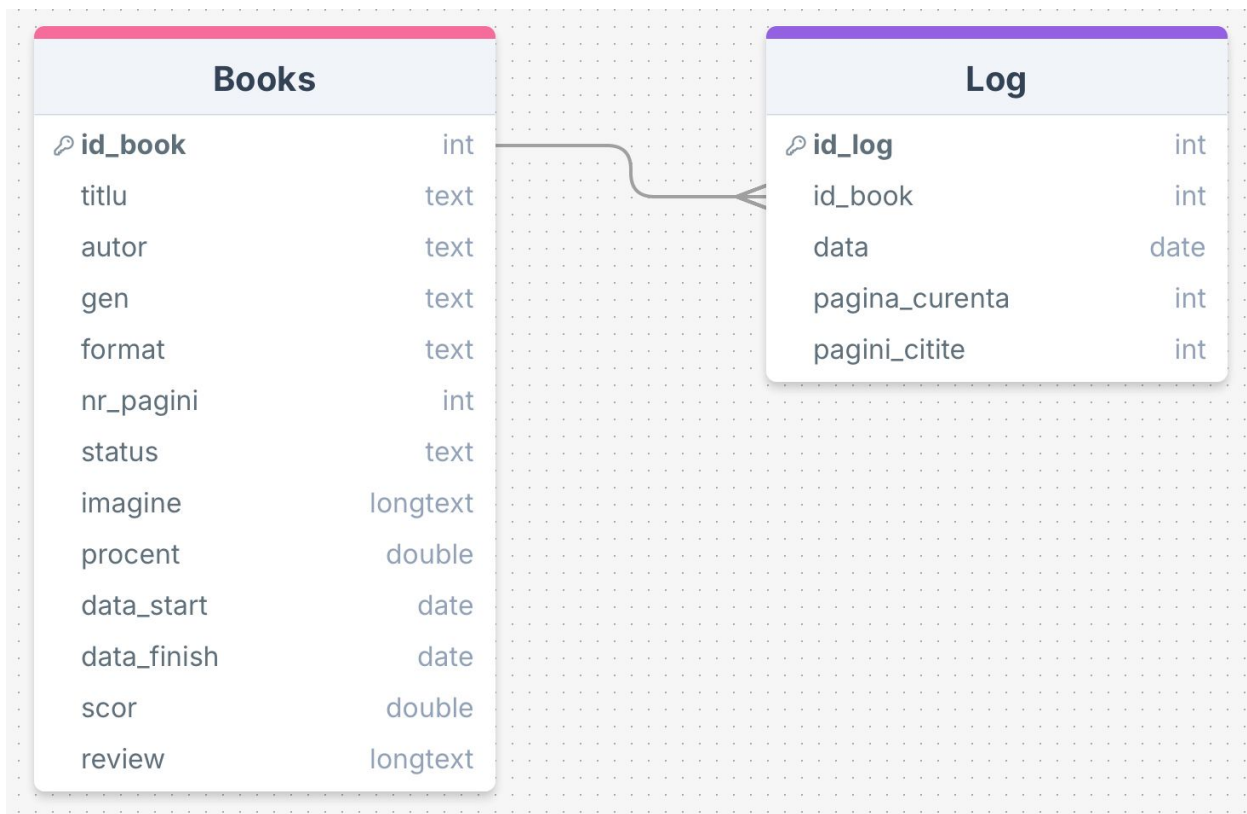 Books
id_book int
titlu text
autor text
gen text
format text
nr_pagini int
status text
imagine longtext
procent double
data_start date
data_finish date
scor double
review longtext
Log
id_log int
id_book int
data date
pagina_curenta int
pagini_citite int